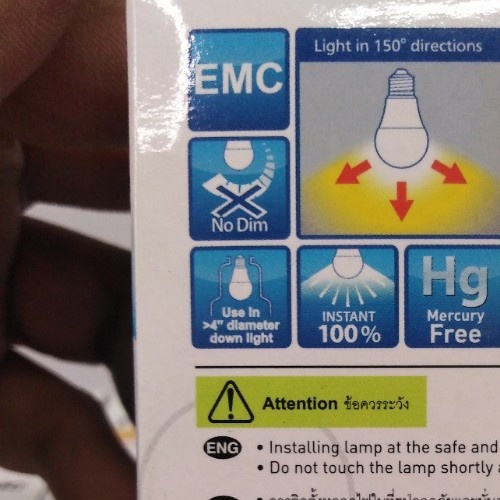 EMC
Light in 150° directions
No Dim
Use in
>4" diameter
down light
INSTANT
100%
Hg
Mercury
Free
Attention ข้อควรระวัง
ENG
• Installing lamp at the safe and
• Do not touch the lamp shortly